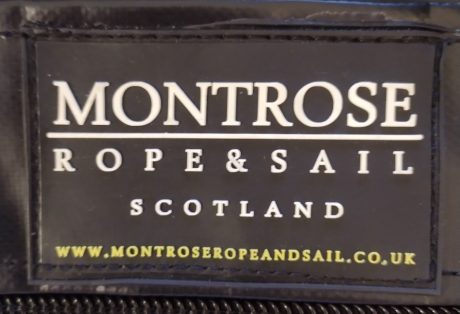 MONTROSE
ROPE & SAIL
SCOTLAND
WWW.MONTROSEROPEANDSAIL.CO.UK